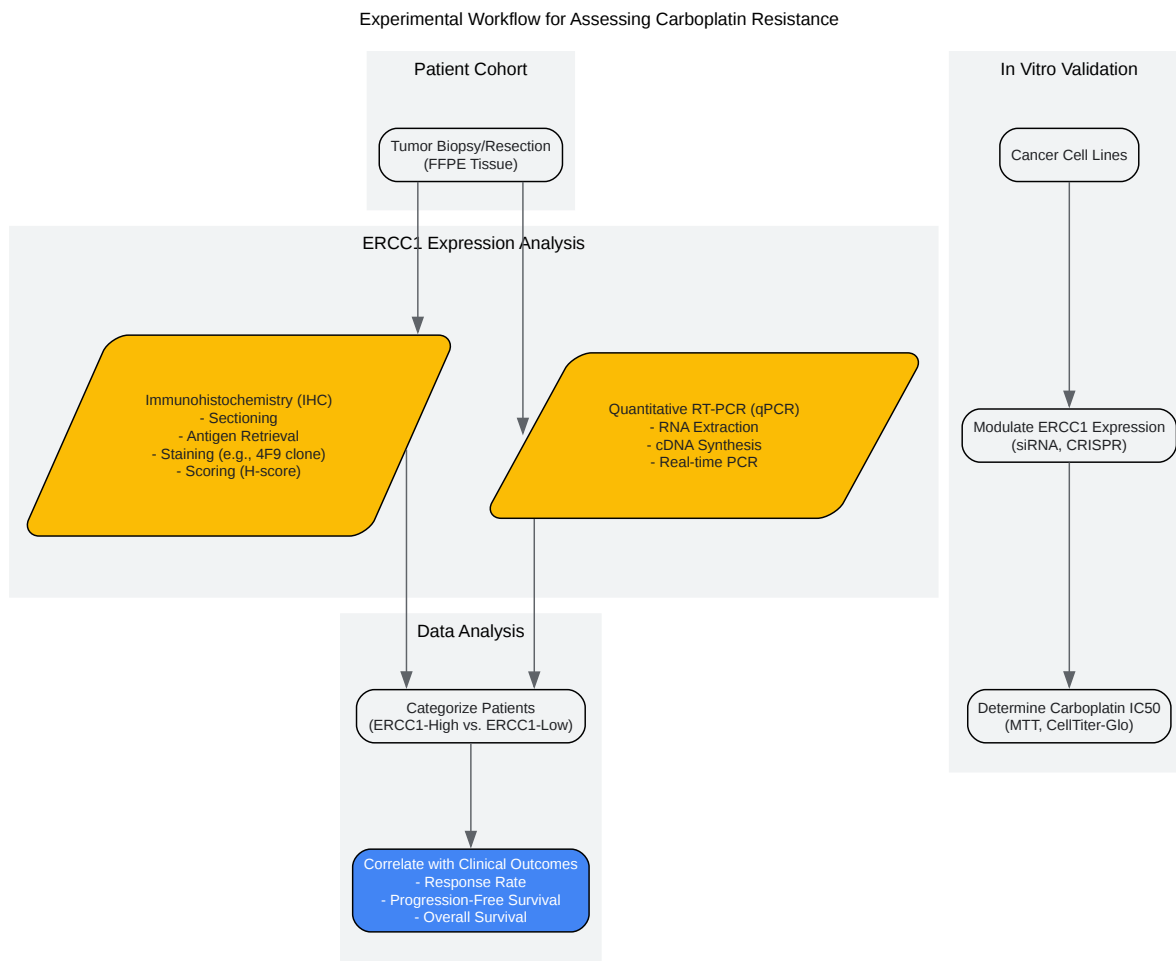 Experimental Workflow for Assessing Carboplatin Resistance
Patient Cohort
Tumor Biopsy/Resection
(FFPE Tissue)
ERCC1 Expression Analysis
Immunohistochemistry (IHC)
- Sectioning
- Antigen Retrieval
- Staining (e.g., 4F9 clone)
- Scoring (H-score)
Quantitative RT-PCR (qPCR)
- RNA Extraction
- cDNA Synthesis
- Real-time PCR
Data Analysis
Categorize Patients
(ERCC1-High vs. ERCC1-Low)
Correlate with Clinical Outcomes
- Response Rate
- Progression-Free Survival
- Overall Survival
In Vitro Validation
Cancer Cell Lines
Modulate ERCC1 Expression
(siRNA, CRISPR)
Determine Carboplatin IC50
(MTT, CellTiter-Glo)